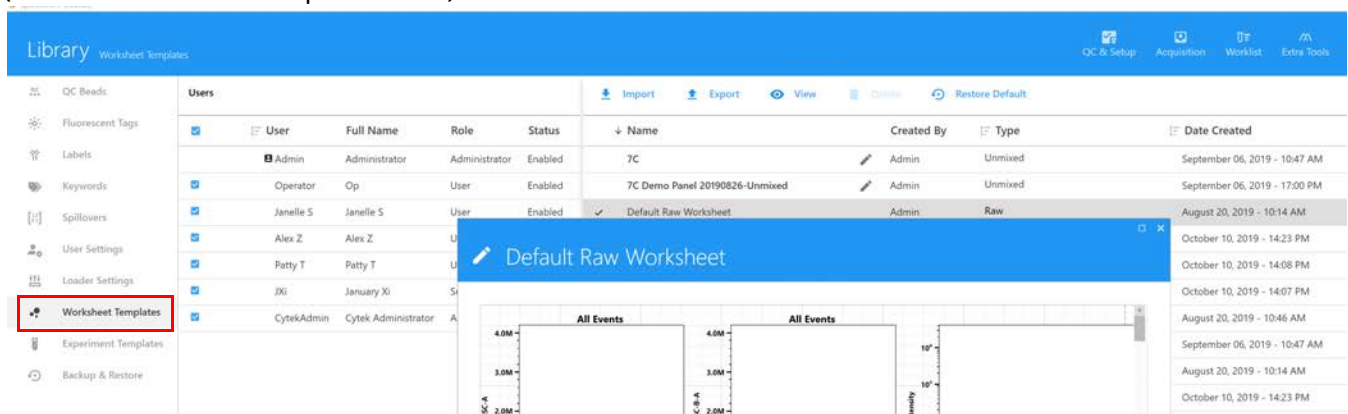 Library Worksheet Templates
QC & Setup Acquisition Worklist Extra Tools
QC Beads
Fluorescent Tags
Labels
Keywords
Spillovers
User Settings
Loader Settings
Worksheet Templates
Experiment Templates
Backup & Restore
Users
User Full Name Role Status
Admin Administrator Administrator Enabled
Operator Op User Enabled
Janelle S Janelle S User Enabled
Alex Z Alex Z U
Patty T Patty T U
JXi January Xi S
CytekAdmin Cytek Administrator A
Import Export View Delete Restore Default
Name Created By Type Date Created
7C Admin Unmixed September 06, 2019 - 10:47 AM
7C Demo Panel 20190826-Unmixed Admin Unmixed September 06, 2019 - 17:00 PM
Default Raw Worksheet Admin Raw August 20, 2019 - 10:14 AM
October 10, 2019 - 14:23 PM
October 10, 2019 - 14:08 PM
October 10, 2019 - 14:07 PM
August 20, 2019 - 10:46 AM
September 06, 2019 - 10:47 AM
August 20, 2019 - 10:14 AM
October 10, 2019 - 14:23 PM
Default Raw Worksheet
All Events
4.0M
3.0M
2.0M
SC-A
All Events
4.0M
3.0M
2.0M
C-B-A